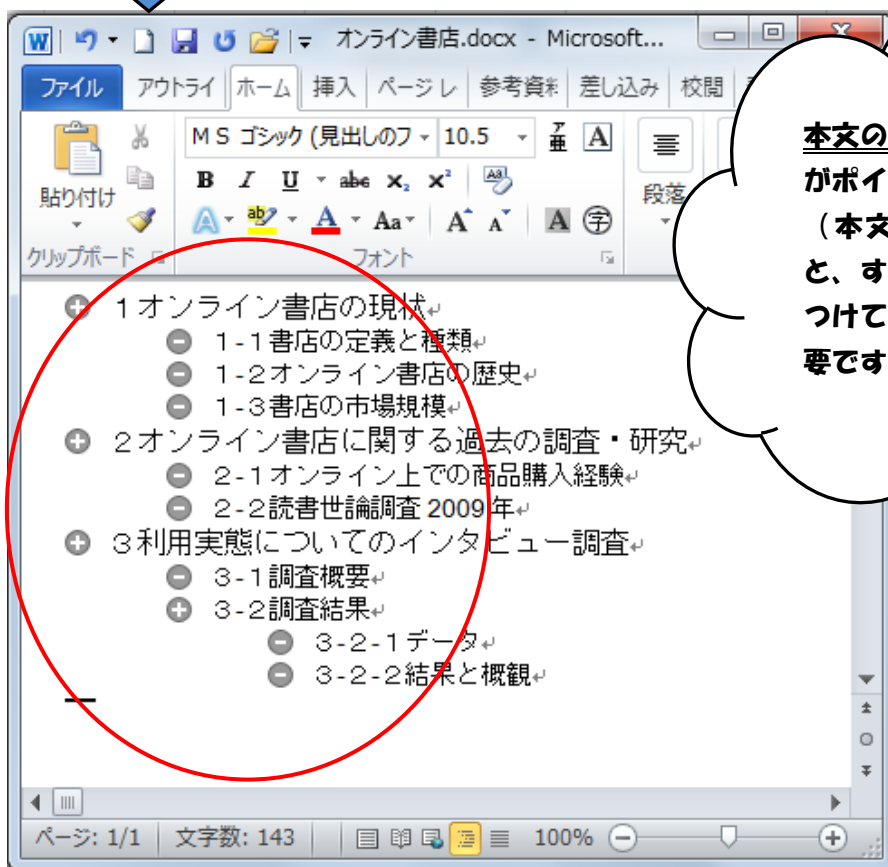 オンライン書店.docx - Microsoft...
ファイル アウトライ ホーム 挿入 ページレ 参考資料 差し込み 校閲
貼り付け
クリップボード
ＭＳ ゴシック (見出しのフ 10.5
B I U abc x₂ x² Aa
A ab A Aa A A A 字
フォント
段落
本文の
がポイ
（本文
と、す
つけて
要です
１オンライン書店の現状
１-１書店の定義と種類
１-２オンライン書店の歴史
１-３書店の市場規模
２オンライン書店に関する過去の調査・研究
２-１オンライン上での商品購入経験
２-２読書世論調査 2009 年
３利用実態についてのインタビュー調査
３-１調査概要
３-２調査結果
３-２-１データ
３-２-２結果と概観
ページ: 1/1 文字数: 143 100%